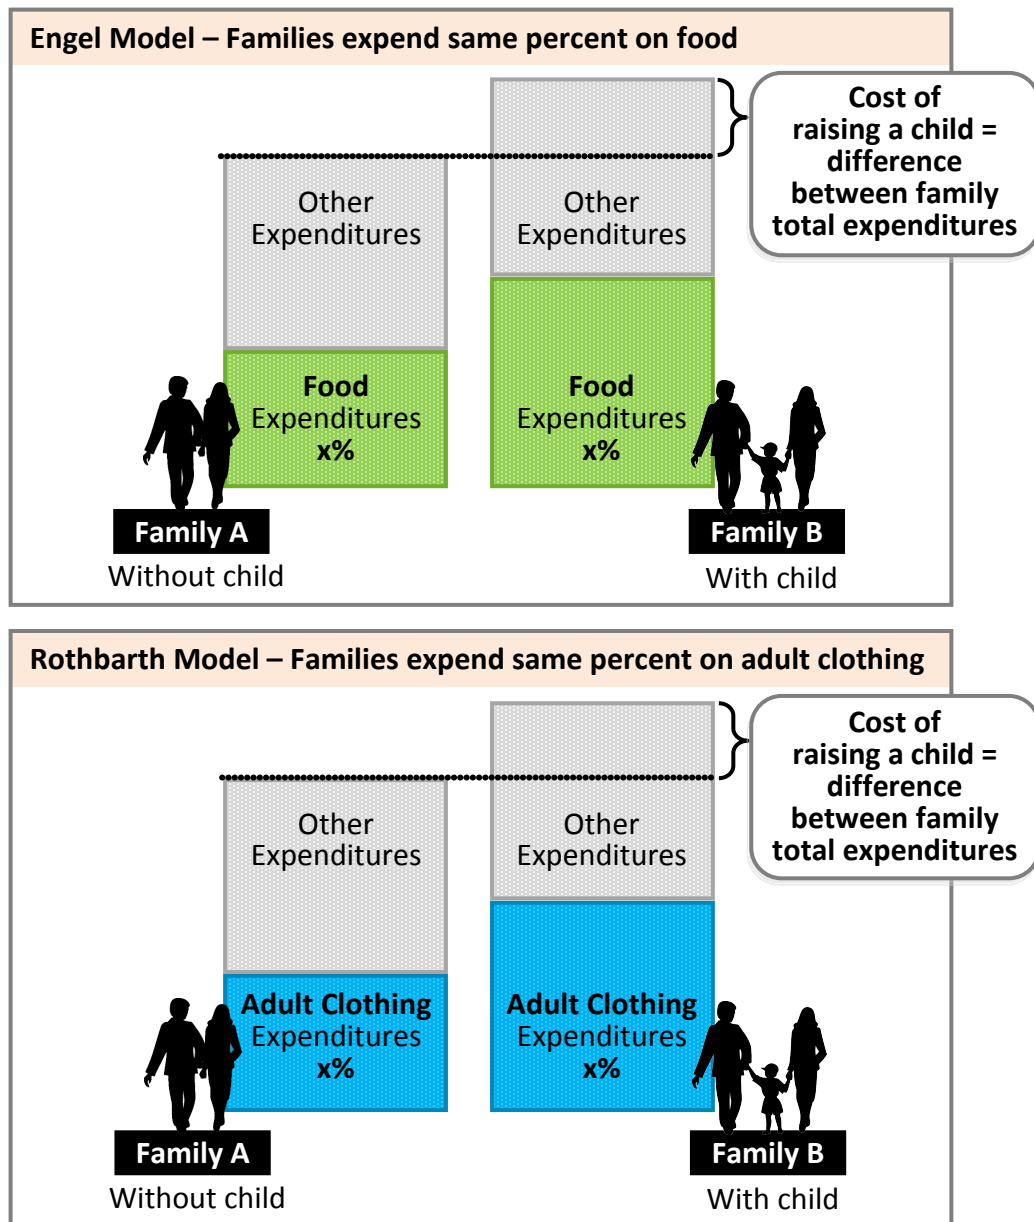 Engel Model – Families expend same percent on food
Cost of
raising a child =
difference
between family
total expenditures
Other
Expenditures
Other
Expenditures
Food
Expenditures
x%
Food
Expenditures
x%
Family A
Without child
Family B
With child
Rothbarth Model – Families expend same percent on adult clothing
Cost of
raising a child =
difference
between family
total expenditures
Other
Expenditures
Other
Expenditures
Adult Clothing
Expenditures
x%
Adult Clothing
Expenditures
x%
Family A
Without child
Family B
With child